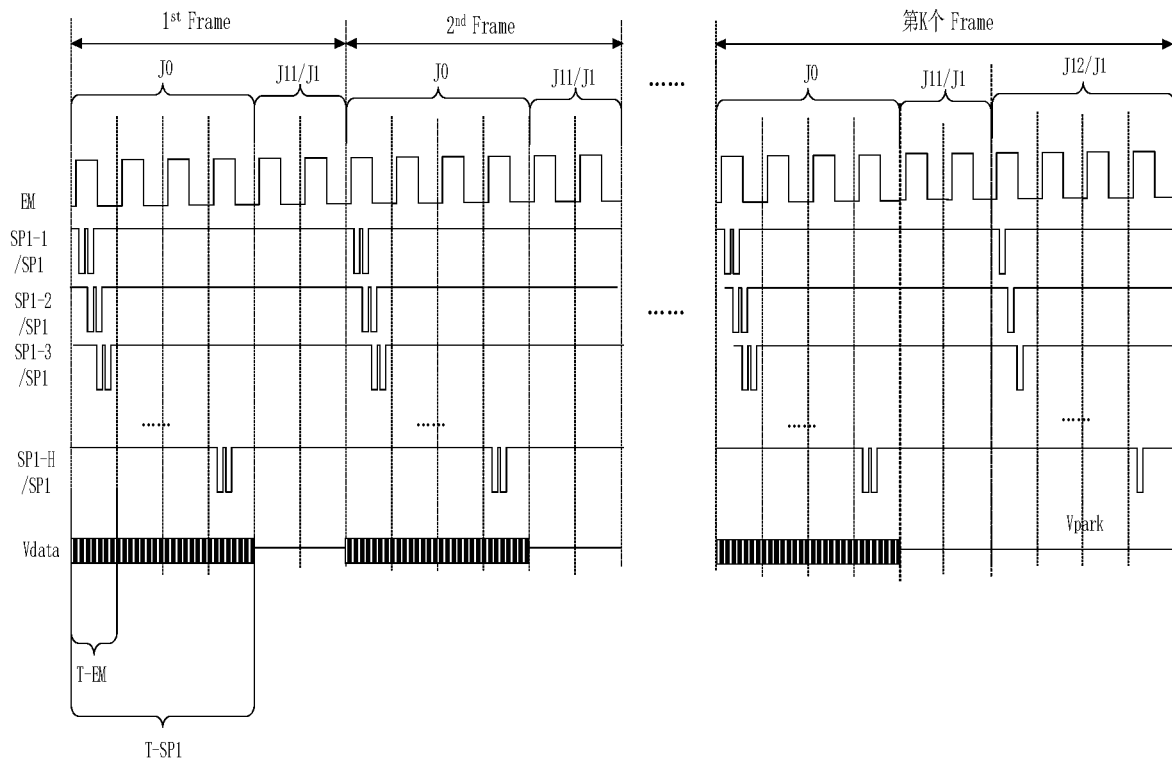 1st Frame
2nd Frame
第K个 Frame
J0
J11/J1
J0
J11/J1
……
J0
J11/J1
J12/J1
EM
SP1-1
/SP1
SP1-2
/SP1
……
SP1-3
/SP1
……
……
……
……
SP1-H
/SP1
Vpark
Vdata
T-EM
T-SP1